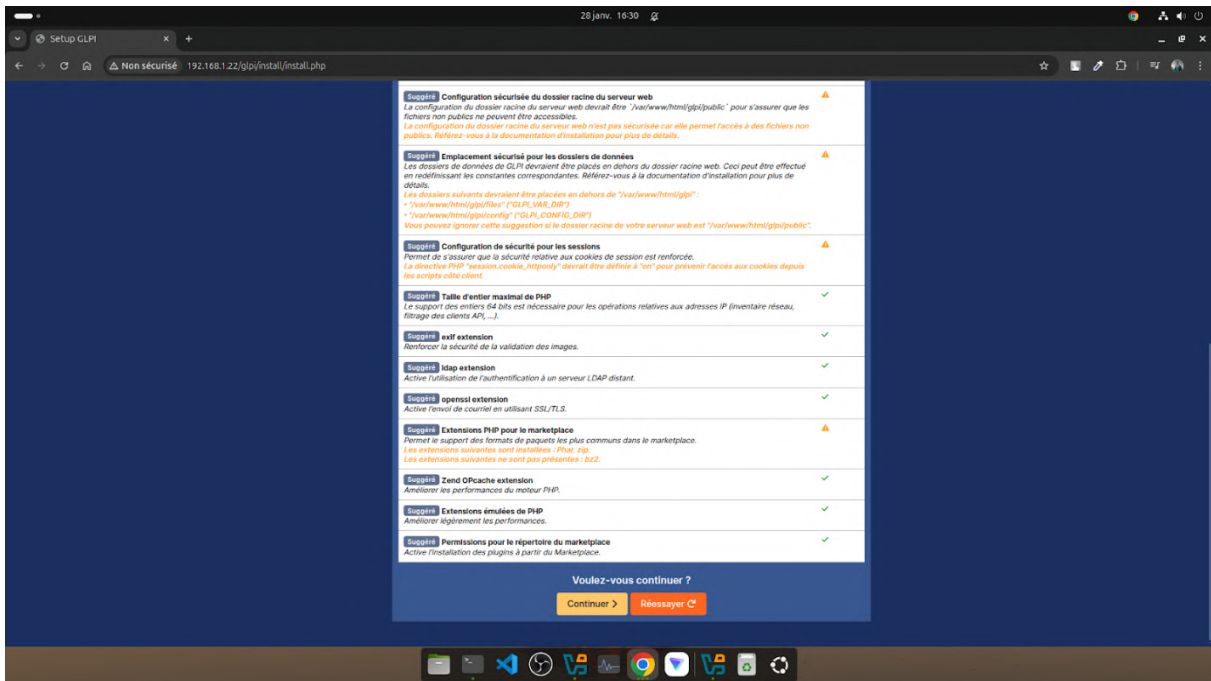 28 janv. 16:30
Setup GLPI
Non sécurisé 192.168.1.22/glpi/install/install.php
Suggéré Configuration sécurisée du dossier racine du serveur web
La configuration du dossier racine du serveur web devrait être `/var/www/html/glpi/public` pour s'assurer que les
fichiers non publics ne peuvent être accessibles.
La configuration du dossier racine du serveur web n'est pas sécurisée car elle permet l'accès à des fichiers non
publics. Référez-vous à la documentation d'installation pour plus de détails.
Suggéré Emplacement sécurisé pour les dossiers de données
Les dossiers de données de GLPI devraient être placés en dehors du dossier racine web. Ceci peut être effectué
en redéfinissant les constantes correspondantes. Référez-vous à la documentation d'installation pour plus de
détails.
Les dossiers suivants devraient être placées en dehors de "/var/www/html/glpi" :
• "/var/www/html/glpi/files" ("GLPI_VAR_DIR")
• "/var/www/html/glpi/config" ("GLPI_CONFIG_DIR")
Vous pouvez ignorer cette suggestion si le dossier racine de votre serveur web est "/var/www/html/glpi/public".
Suggéré Configuration de sécurité pour les sessions
Permet de s'assurer que la sécurité relative aux cookies de session est renforcée.
La directive PHP "session.cookie_httponly" devrait être définie à "on" pour prévenir l'accès aux cookies depuis
les scripts côté client.
Suggéré Taille d'entier maximal de PHP
Le support des entiers 64 bits est nécessaire pour les opérations relatives aux adresses IP (inventaire réseau,
filtrage des clients API, ...).
Suggéré exif extension
Renforcer la sécurité de la validation des images.
Suggéré ldap extension
Active l'utilisation de l'authentification à un serveur LDAP distant.
Suggéré openssl extension
Active l'envoi de courriel en utilisant SSL/TLS.
Suggéré Extensions PHP pour le marketplace
Permet le support des formats de paquets les plus communs dans le marketplace.
Les extensions suivantes sont installées : Phar, zip.
Les extensions suivantes ne sont pas présentes : bz2.
Suggéré Zend OPcache extension
Améliorer les performances du moteur PHP.
Suggéré Extensions émulées de PHP
Améliorer légèrement les performances.
Suggéré Permissions pour le répertoire du marketplace
Active l'installation des plugins à partir du Marketplace.
Voulez-vous continuer ?
Continuer
Réessayer